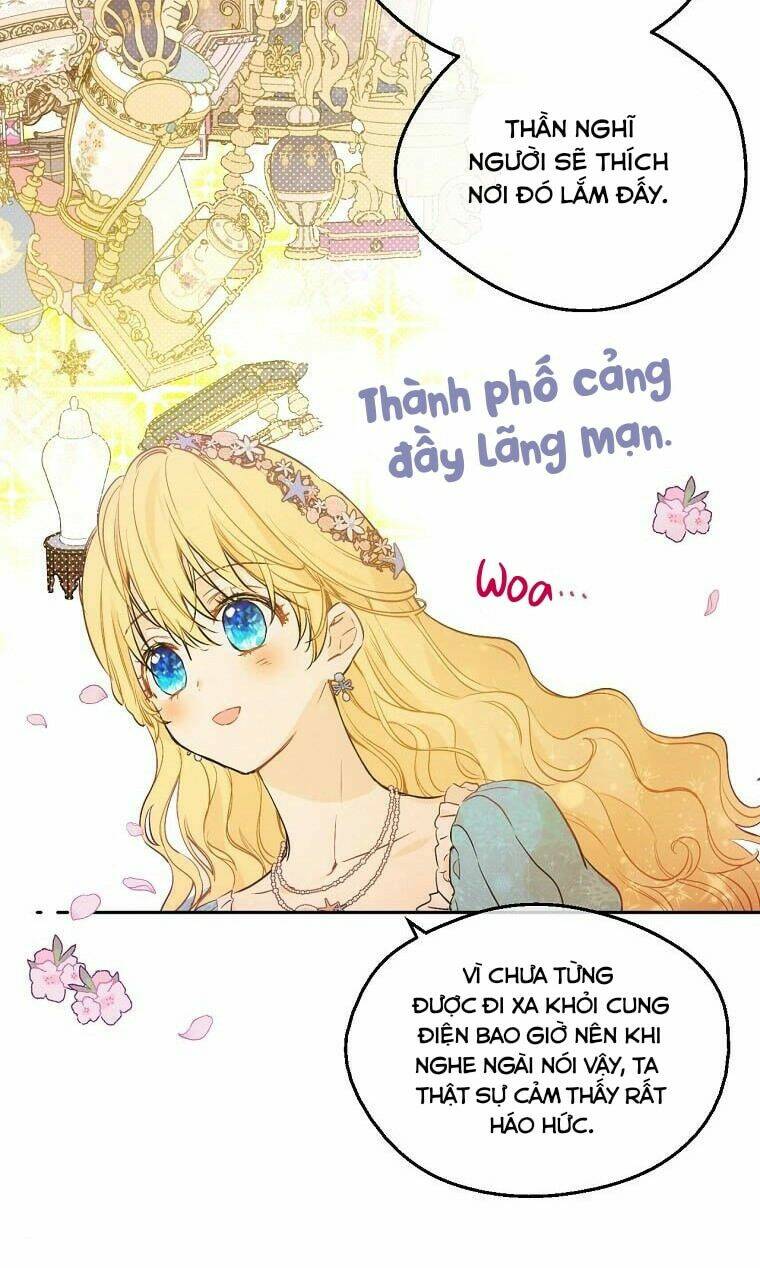 THẦN NGHĨ
NGƯỜI SẼ THÍCH
NƠI ĐÓ LẮM ĐẤY.
Thành phố cảng
đầy Lãng mạn.
Woa...
VÌ CHƯA TỪNG
ĐƯỢC ĐI XA KHỎI CUNG
ĐIỆN BAO GIỜ NÊN KHI
NGHE NGÀI NÓI VẬY, TA
THẬT SỰ CẢM THẤY RẤT
HÁO HỨC.